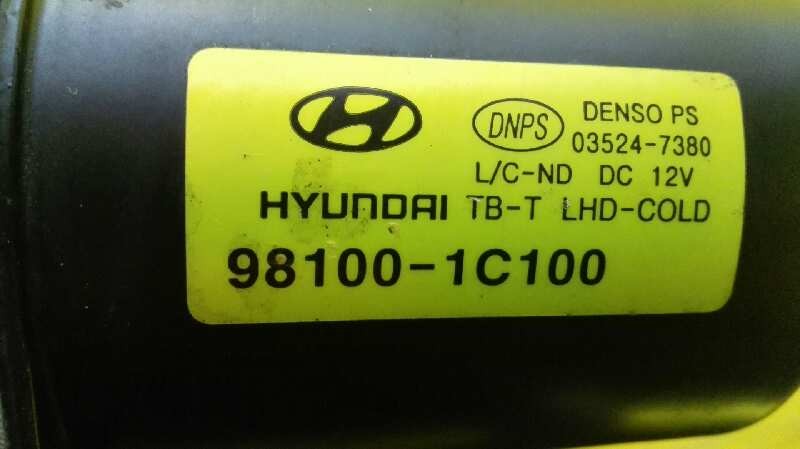 DNPS DENSO PS
03524-7380
L/C-ND DC 12V
HYUNDAI TB-T LHD-COLD
98100-1C100